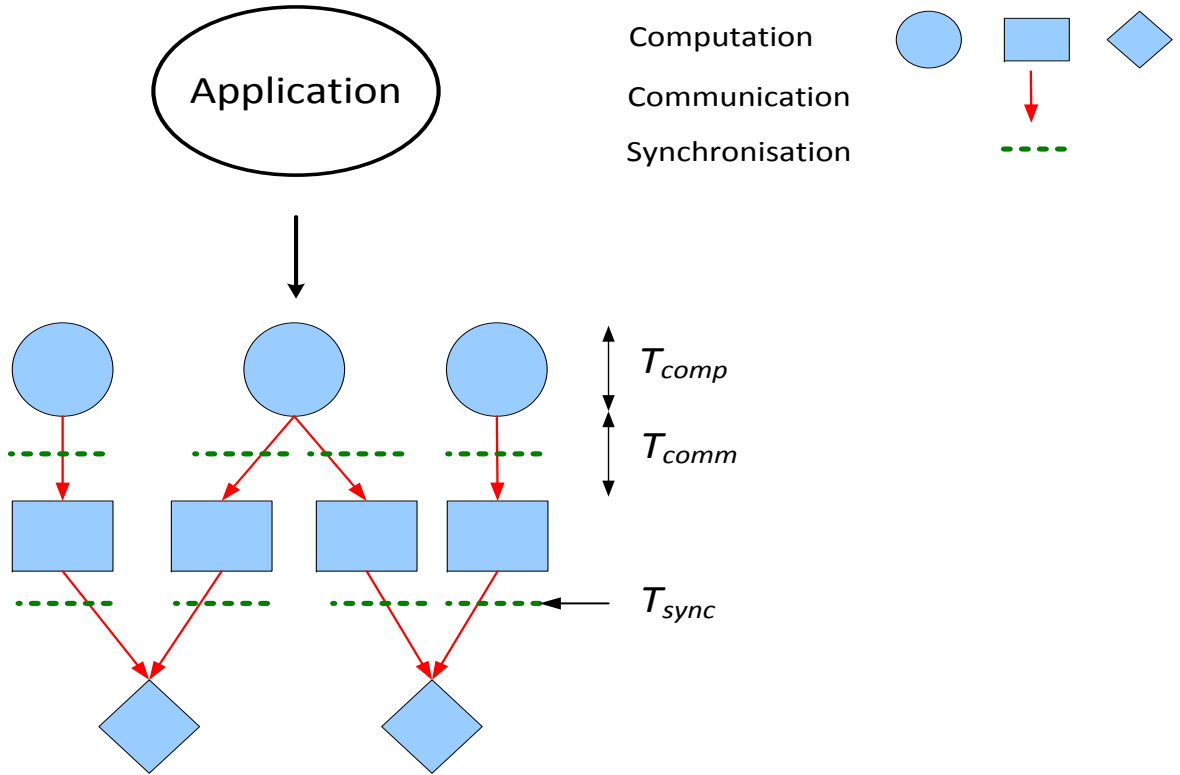 Application
Computation
Communication
Synchronisation
T_comp
T_comm
T_sync